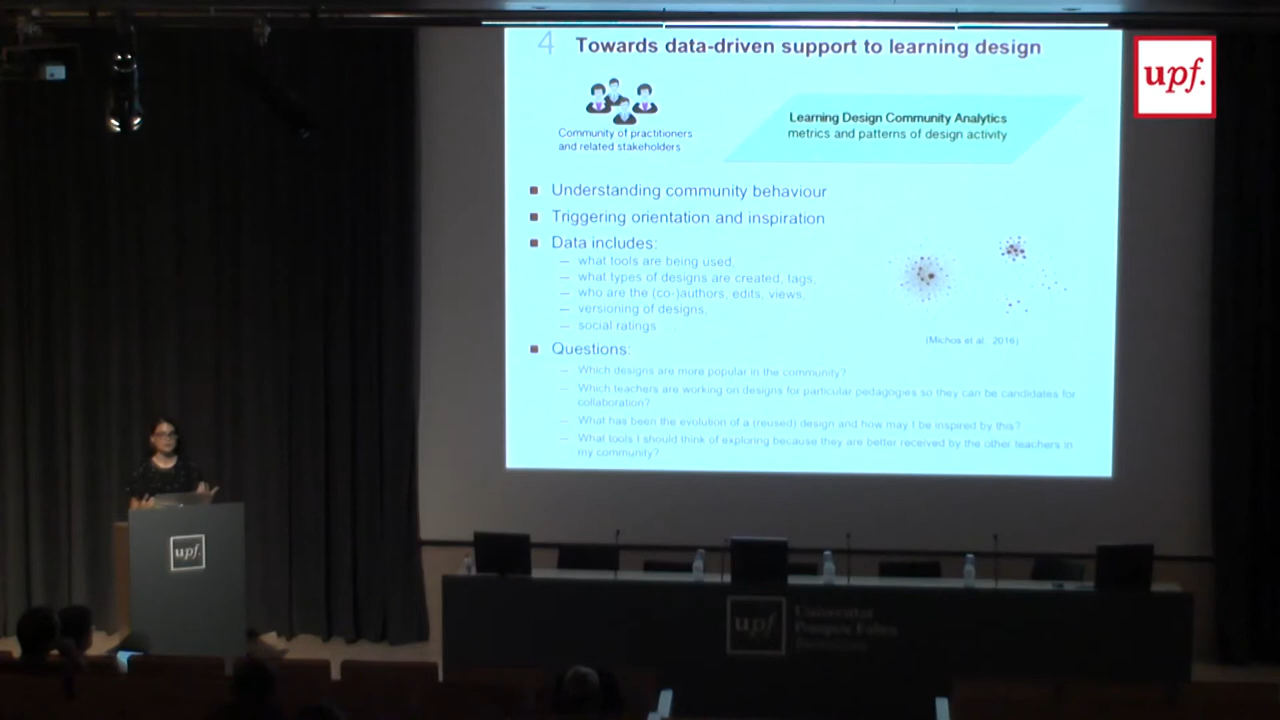 4 Towards data-driven support to learning design
upf.
Community of practitioners
and related stakeholders
Learning Design Community Analytics
metrics and patterns of design activity
Understanding community behaviour
Triggering orientation and inspiration
Data includes:
— what tools are being used,
— what types of designs are created, tags,
— who are the (co-)authors, edits, views,
— versioning of designs,
— social ratings
(Michos et al., 2016)
Questions:
— Which designs are more popular in the community?
— Which teachers are working on designs for particular pedagogies so they can be candidates for
collaboration?
— What has been the evolution of a (reused) design and how may I be inspired by this?
— What tools I should think of exploring because they are better received by the other teachers in
my community?
upf.
upf.
Universitat
Pompeu Fabra